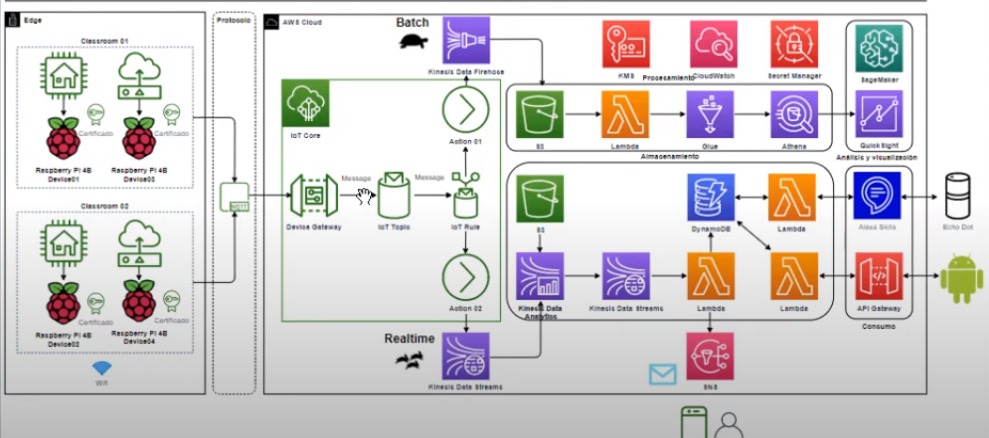 Edge
Protocolo
AWS Cloud
Classroom 01
Certificado
Certificado
Raspberry Pi 4B
Device01
Raspberry Pi 4B
Device03
Classroom 02
Certificado
Certificado
Raspberry Pi 4B
Device02
Raspberry Pi 4B
Device04
Wifi
MQTT
Batch
Kinesis Data Firehose
IoT Core
Action 01
Device Gateway
Message
IoT Topic
Message
IoT Rule
Action 02
Realtime
Kinesis Data Streams
KMS
CloudWatch
Secret Manager
SageMaker
Procesamiento
S3
Lambda
Glue
Athena
QuickSight
Almacenamiento
Análisis y visualización
S3
DynamoDB
Lambda
Alexa Skills
Echo Dot
Kinesis Data
Analytics
Kinesis Data Streams
Lambda
Lambda
API Gateway
Consumo
SNS